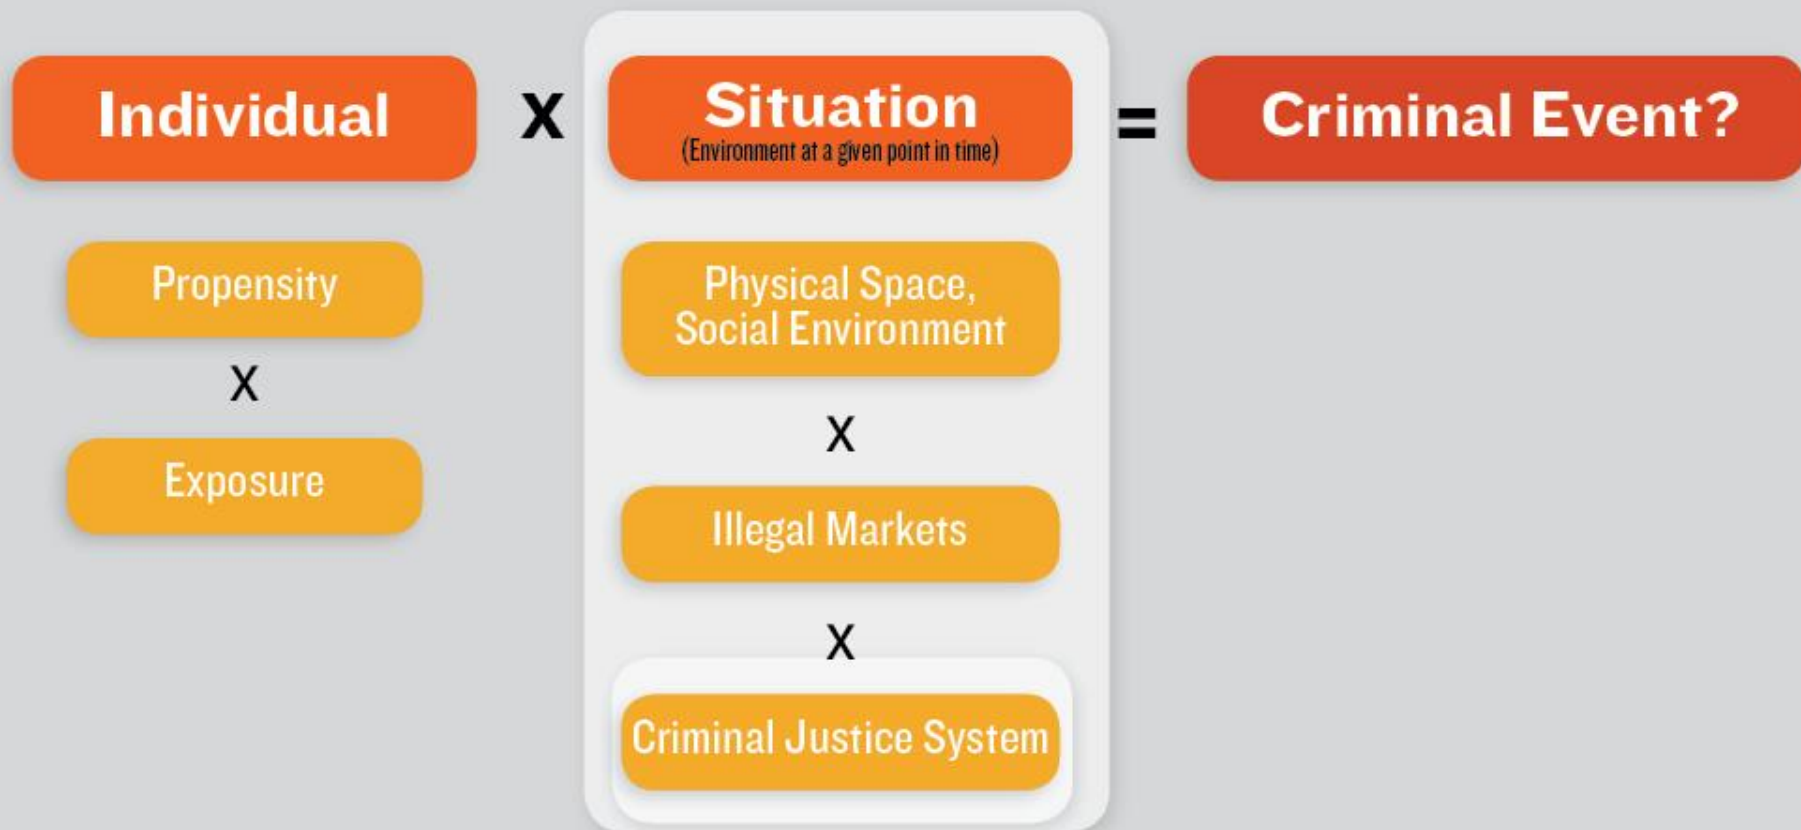 Individual
X
Situation
(Environment at a given point in time)
=
Criminal Event?
Propensity
X
Exposure
Physical Space,
Social Environment
X
Illegal Markets
X
Criminal Justice System